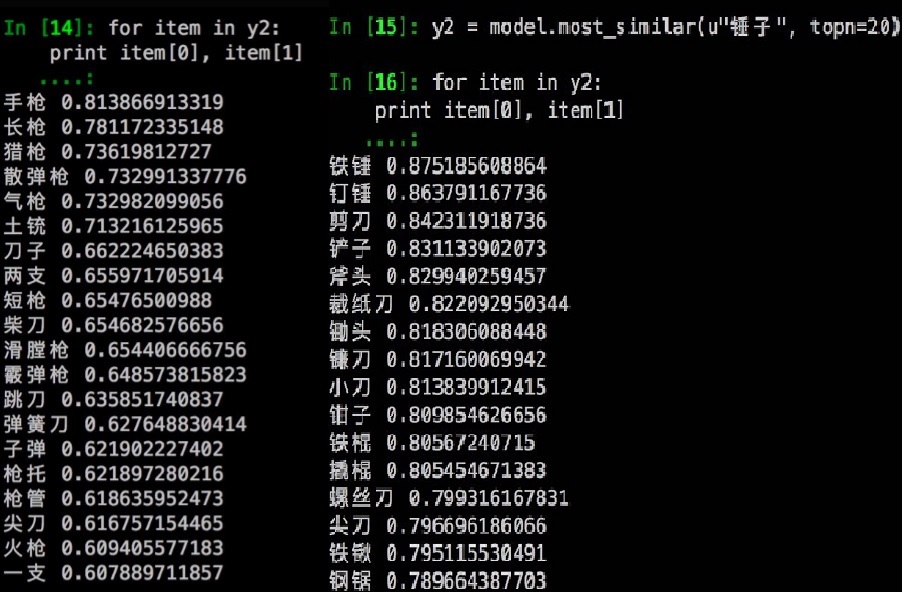 In [14]: for item in y2:
print item[0], item[1]
....:
手枪 0.813866913319
长枪 0.781172335148
猎枪 0.73619812727
散弹枪 0.732991337776
气枪 0.732982099056
土铳 0.713216125965
刀子 0.662224650383
两支 0.655971705914
短枪 0.65476500988
柴刀 0.654682576656
滑膛枪 0.654406666756
霰弹枪 0.648573815823
跳刀 0.635851740837
弹簧刀 0.627648830414
子弹 0.621902227402
枪托 0.621897280216
枪管 0.618635952473
尖刀 0.616757154465
火枪 0.609405577183
一支 0.607889711857
In [15]: y2 = model.most_similar(u"锤子", topn=20)
In [16]: for item in y2:
print item[0], item[1]
....:
铁锤 0.875185608864
钉锤 0.863791167736
剪刀 0.842311918736
铲子 0.831133902073
斧头 0.829940259457
裁纸刀 0.822092950344
锄头 0.818306088448
镰刀 0.817160069942
小刀 0.813839912415
钳子 0.809854626656
铁棍 0.80567240715
撬棍 0.805454671383
螺丝刀 0.799316167831
尖刀 0.796696186066
铁锹 0.795115530491
钢锯 0.789664387703